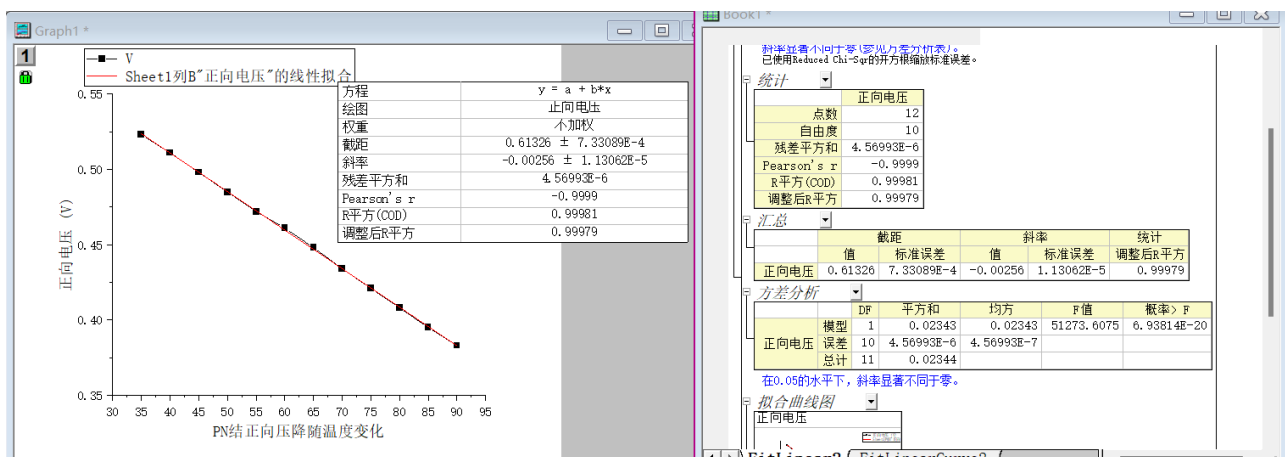 Graph1 *
1
V
Sheet1列B"正向电压"的线性拟合
方程 y = a + b*x
绘图 正向电压
权重 不加权
截距 0.61326 ± 7.33089E-4
斜率 -0.00256 ± 1.13062E-5
残差平方和 4.56993E-6
Pearson's r -0.9999
R平方(COD) 0.99981
调整后R平方 0.99979
正向电压 (V)
0.55
0.50
0.45
0.40
0.35
30 35 40 45 50 55 60 65 70 75 80 85 90 95
PN结正向压降随温度变化
Book1 *
斜率显著不同于零(参见方差分析表)。
已使用Reduced Chi-Sqr的开方根缩放标准误差。
统计
正向电压
点数 12
自由度 10
残差平方和 4.56993E-6
Pearson's r -0.9999
R平方(COD) 0.99981
调整后R平方 0.99979
汇总
截距 斜率 统计
值 标准误差 值 标准误差 调整后R平方
正向电压 0.61326 7.33089E-4 -0.00256 1.13062E-5 0.99979
方差分析
DF 平方和 均方 F值 概率> F
模型 1 0.02343 0.02343 51273.6075 6.93814E-20
正向电压 误差 10 4.56993E-6 4.56993E-7
总计 11 0.02344
在0.05的水平下，斜率显著不同于零。
拟合曲线图
正向电压
FitLinear2 FitLinearCurve2